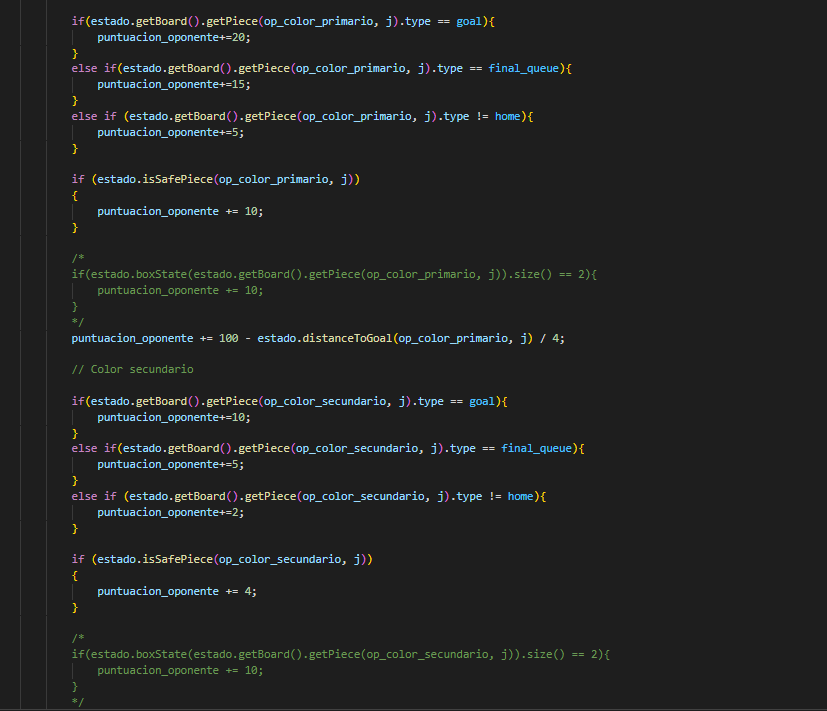 if(estado.getBoard().getPiece(op_color_primario, j).type == goal){
puntuacion_oponente+=20;
}
else if(estado.getBoard().getPiece(op_color_primario, j).type == final_queue){
puntuacion_oponente+=15;
}
else if (estado.getBoard().getPiece(op_color_primario, j).type != home){
puntuacion_oponente+=5;
}
if (estado.isSafePiece(op_color_primario, j))
{
puntuacion_oponente += 10;
}
/*
if(estado.boxState(estado.getBoard().getPiece(op_color_primario, j)).size() == 2){
puntuacion_oponente += 10;
}
*/
puntuacion_oponente += 100 - estado.distanceToGoal(op_color_primario, j) / 4;
// Color secundario
if(estado.getBoard().getPiece(op_color_secundario, j).type == goal){
puntuacion_oponente+=10;
}
else if(estado.getBoard().getPiece(op_color_secundario, j).type == final_queue){
puntuacion_oponente+=5;
}
else if (estado.getBoard().getPiece(op_color_secundario, j).type != home){
puntuacion_oponente+=2;
}
if (estado.isSafePiece(op_color_secundario, j))
{
puntuacion_oponente += 4;
}
/*
if(estado.boxState(estado.getBoard().getPiece(op_color_secundario, j)).size() == 2){
puntuacion_oponente += 10;
}
*/